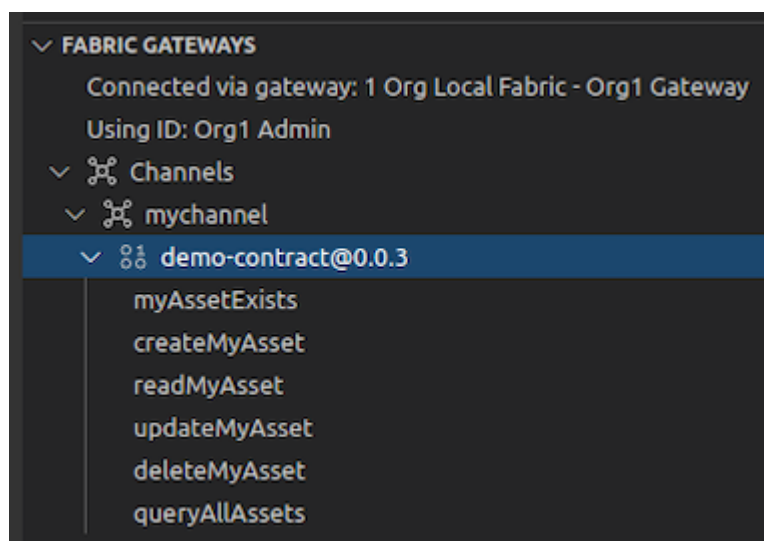 FABRIC GATEWAYS
Connected via gateway: 1 Org Local Fabric - Org1 Gateway
Using ID: Org1 Admin
Channels
mychannel
demo-contract@0.0.3
myAssetExists
createMyAsset
readMyAsset
updateMyAsset
deleteMyAsset
queryAllAssets